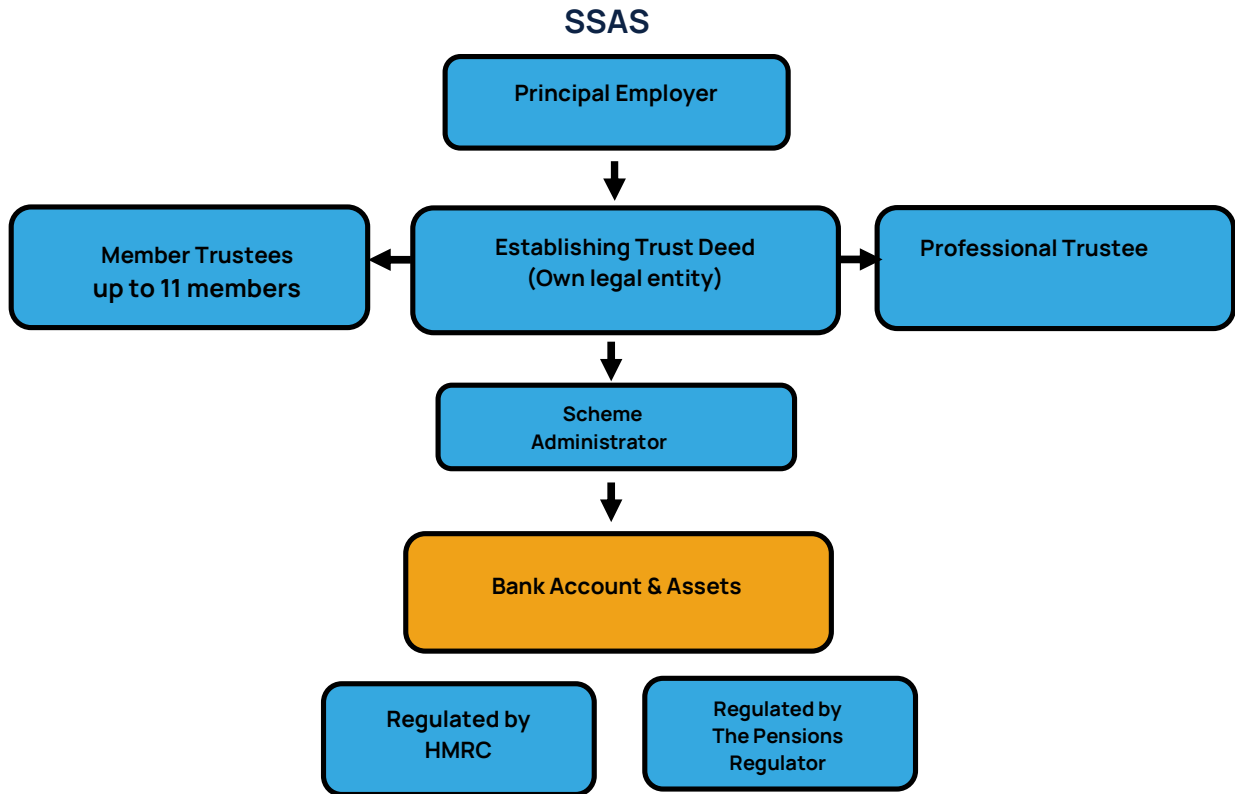 SSAS
Principal Employer
Member Trustees
up to 11 members
Establishing Trust Deed
(Own legal entity)
Professional Trustee
Scheme
Administrator
Bank Account & Assets
Regulated by
HMRC
Regulated by
The Pensions
Regulator